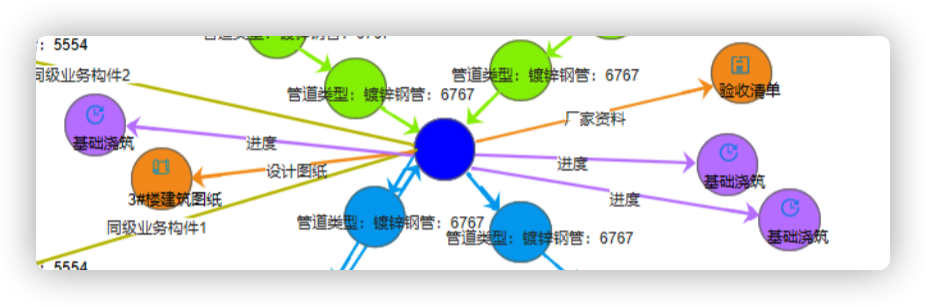 ：5554
同级业务构件2
管道类型：镀锌钢管：6767
管道类型：镀锌钢管：6767
验收清单
厂家资料
基础浇筑
进度
进度
设计图纸
基础浇筑
3#楼建筑图纸
进度
管道类型：镀锌钢管：6767
同级业务构件1
管道类型：镀锌钢管：6767
基础浇筑
：5554